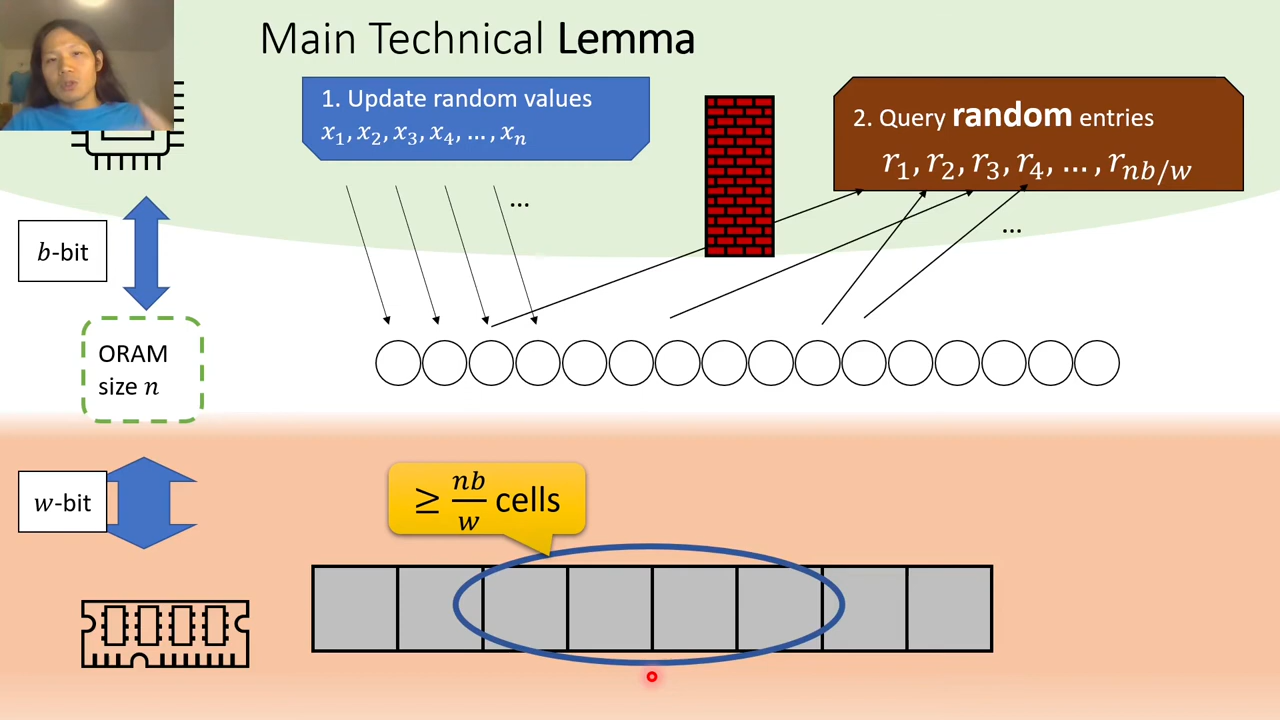 Main Technical Lemma
1. Update random values
x₁, x₂, x₃, x₄, …, xₙ
2. Query random entries
r₁, r₂, r₃, r₄, …, r_{nb/w}
...
...
b-bit
ORAM
size n
w-bit
≥ nb/w cells